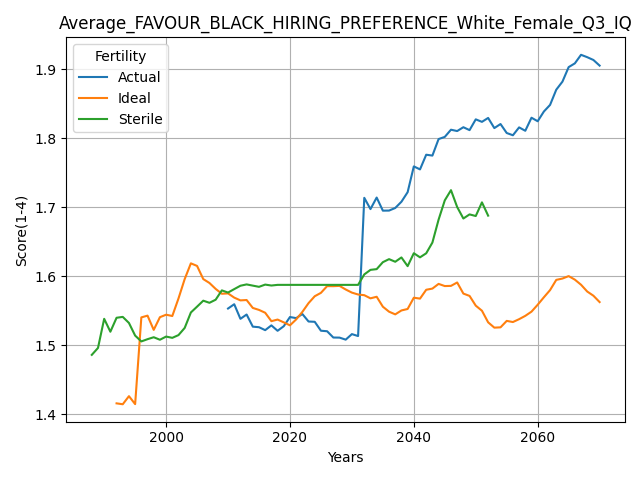 Average_FAVOUR_BLACK_HIRING_PREFERENCE_White_Female_Q3_IQ
Fertility
Actual
Ideal
Sterile
Score(1-4)
1.9
1.8
1.7
1.6
1.5
1.4
2000 2020 2040 2060
Years